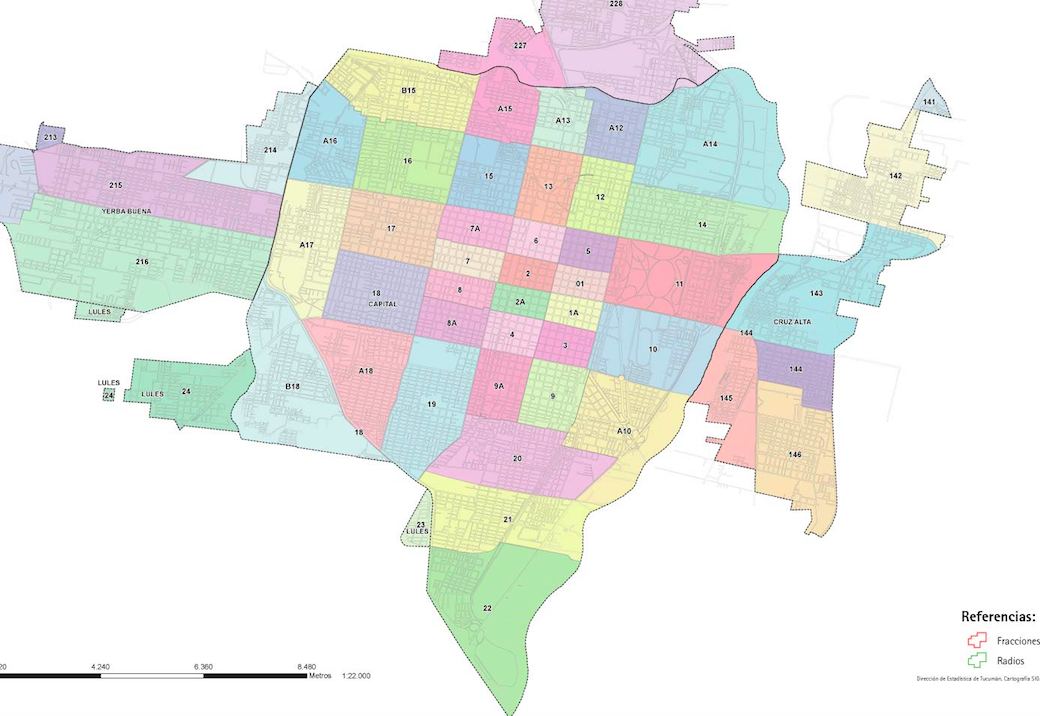 228
227
B15
A15
A13
A12
A14
141
213
214
A16
16
15
13
12
142
215
YERBA BUENA
216
A17
17
7A
6
5
14
7
2
01
11
18
CAPITAL
8
2A
1A
143
CRUZ ALTA
LULES
8A
4
3
10
144
144
LULES
24
LULES
24
B18
A18
19
9A
9
145
A10
18
20
146
23
LULES
21
22
Referencias:
Fracciones
Radios
Dirección de Estadística de Tucumán, Cartografía SIG.
20 4.240 6.360 8.480
Metros 1:22.000